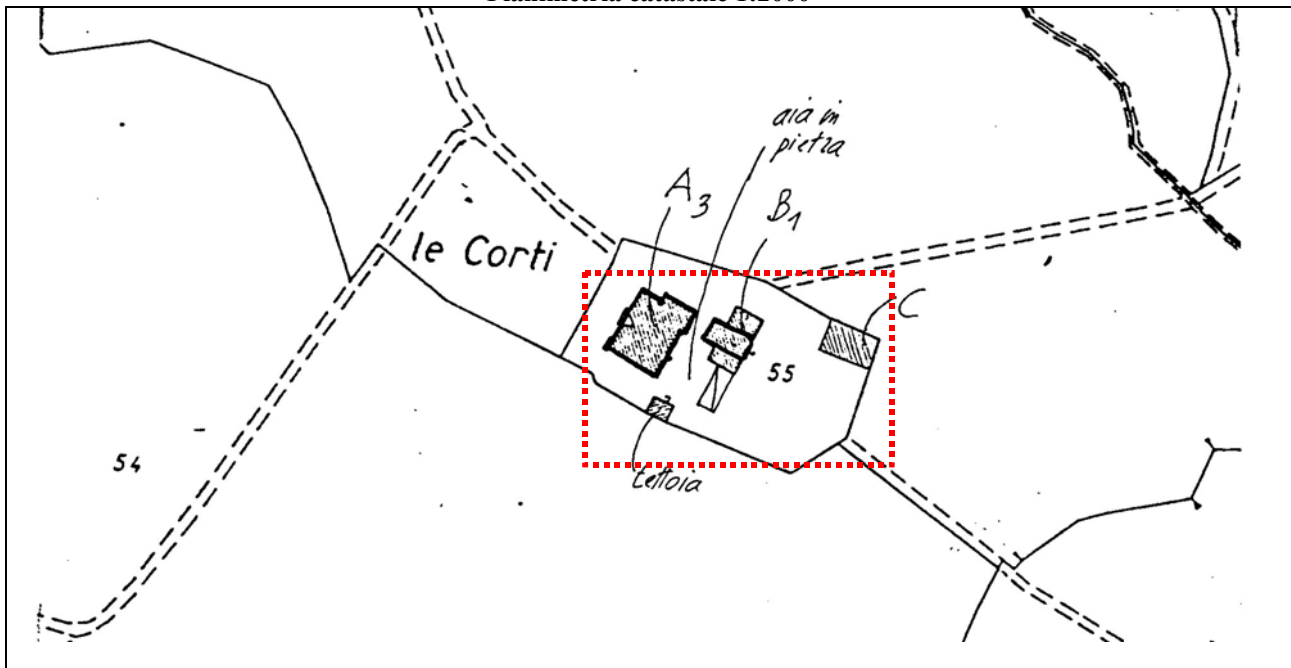 Planimetria catastale 1:2000
aia in
pietra
A3
B1
le Corti
C
55
54
tettoia